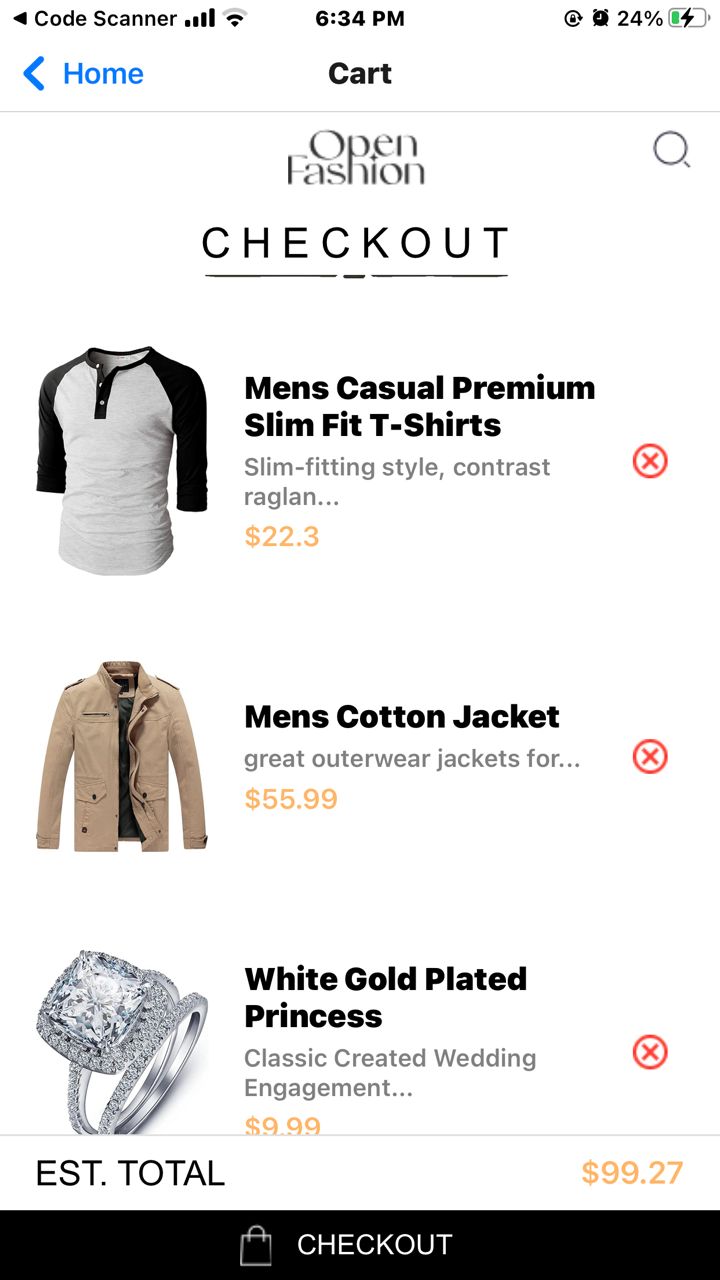 Code Scanner 6:34 PM 24%
Home Cart
Open
Fashion
CHECKOUT
Mens Casual Premium
Slim Fit T-Shirts
Slim-fitting style, contrast
raglan...
$22.3
Mens Cotton Jacket
great outerwear jackets for...
$55.99
White Gold Plated
Princess
Classic Created Wedding
Engagement...
$9.99
EST. TOTAL $99.27
CHECKOUT